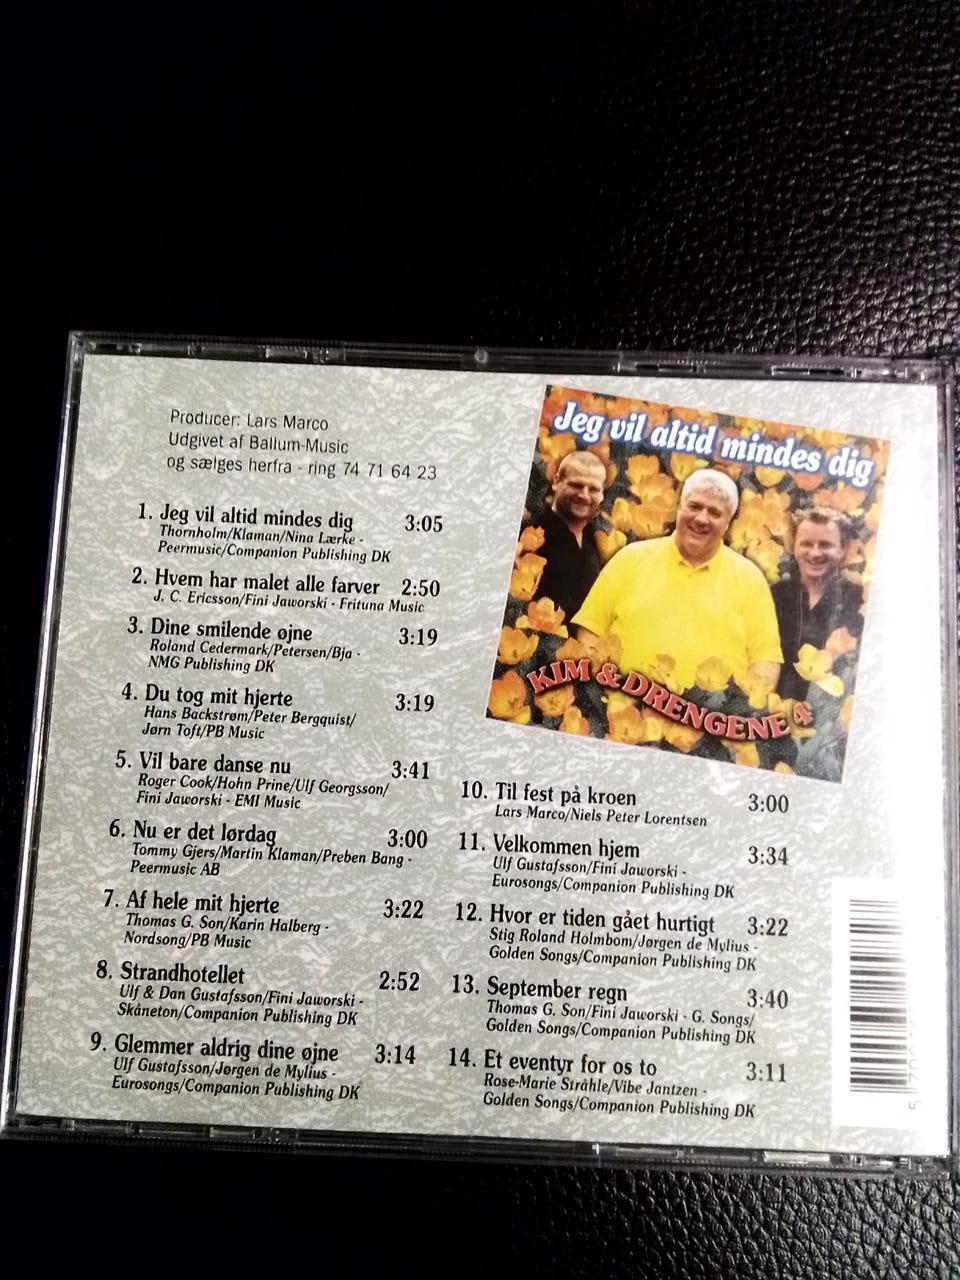 Producer: Lars Marco
Udgivet af Ballum-Music
og sælges herfra - ring 74 71 64 23
1. Jeg vil altid mindes dig 3:05
Thornholm/Klaman/Nina Lærke -
Peermusic/Companion Publishing DK
2. Hvem har malet alle farver 2:50
J. C. Ericsson/Fini Jaworski - Frituna Music
3. Dine smilende øjne 3:19
Roland Cedermark/Petersen/Bja -
NMG Publishing DK
4. Du tog mit hjerte 3:19
Hans Backstrøm/Peter Bergquist/
Jørn Toft/PB Music
5. Vil bare danse nu 3:41
Roger Cook/Hohn Prine/Ulf Georgsson/
Fini Jaworski - EMI Music
6. Nu er det lørdag 3:00
Tommy Gjers/Martin Klaman/Preben Bang -
Peermusic AB
7. Af hele mit hjerte 3:22
Thomas G. Son/Karin Halberg -
Nordsong/PB Music
8. Strandhotellet 2:52
Ulf & Dan Gustafsson/Fini Jaworski -
Skåneton/Companion Publishing DK
9. Glemmer aldrig dine øjne 3:14
Ulf Gustafsson/Jørgen de Mylius -
Eurosongs/Companion Publishing DK
Jeg vil altid mindes dig
KIM & DRENGENE 4
10. Til fest på kroen 3:00
Lars Marco/Niels Peter Lorentsen
11. Velkommen hjem 3:34
Ulf Gustafsson/Fini Jaworski -
Eurosongs/Companion Publishing DK
12. Hvor er tiden gået hurtigt 3:22
Stig Roland Holmbom/Jørgen de Mylius -
Golden Songs/Companion Publishing DK
13. September regn 3:40
Thomas G. Son/Fini Jaworski - G. Songs/
Golden Songs/Companion Publishing DK
14. Et eventyr for os to 3:11
Rose-Marie Stråhle/Vibe Jantzen -
Golden Songs/Companion Publishing DK